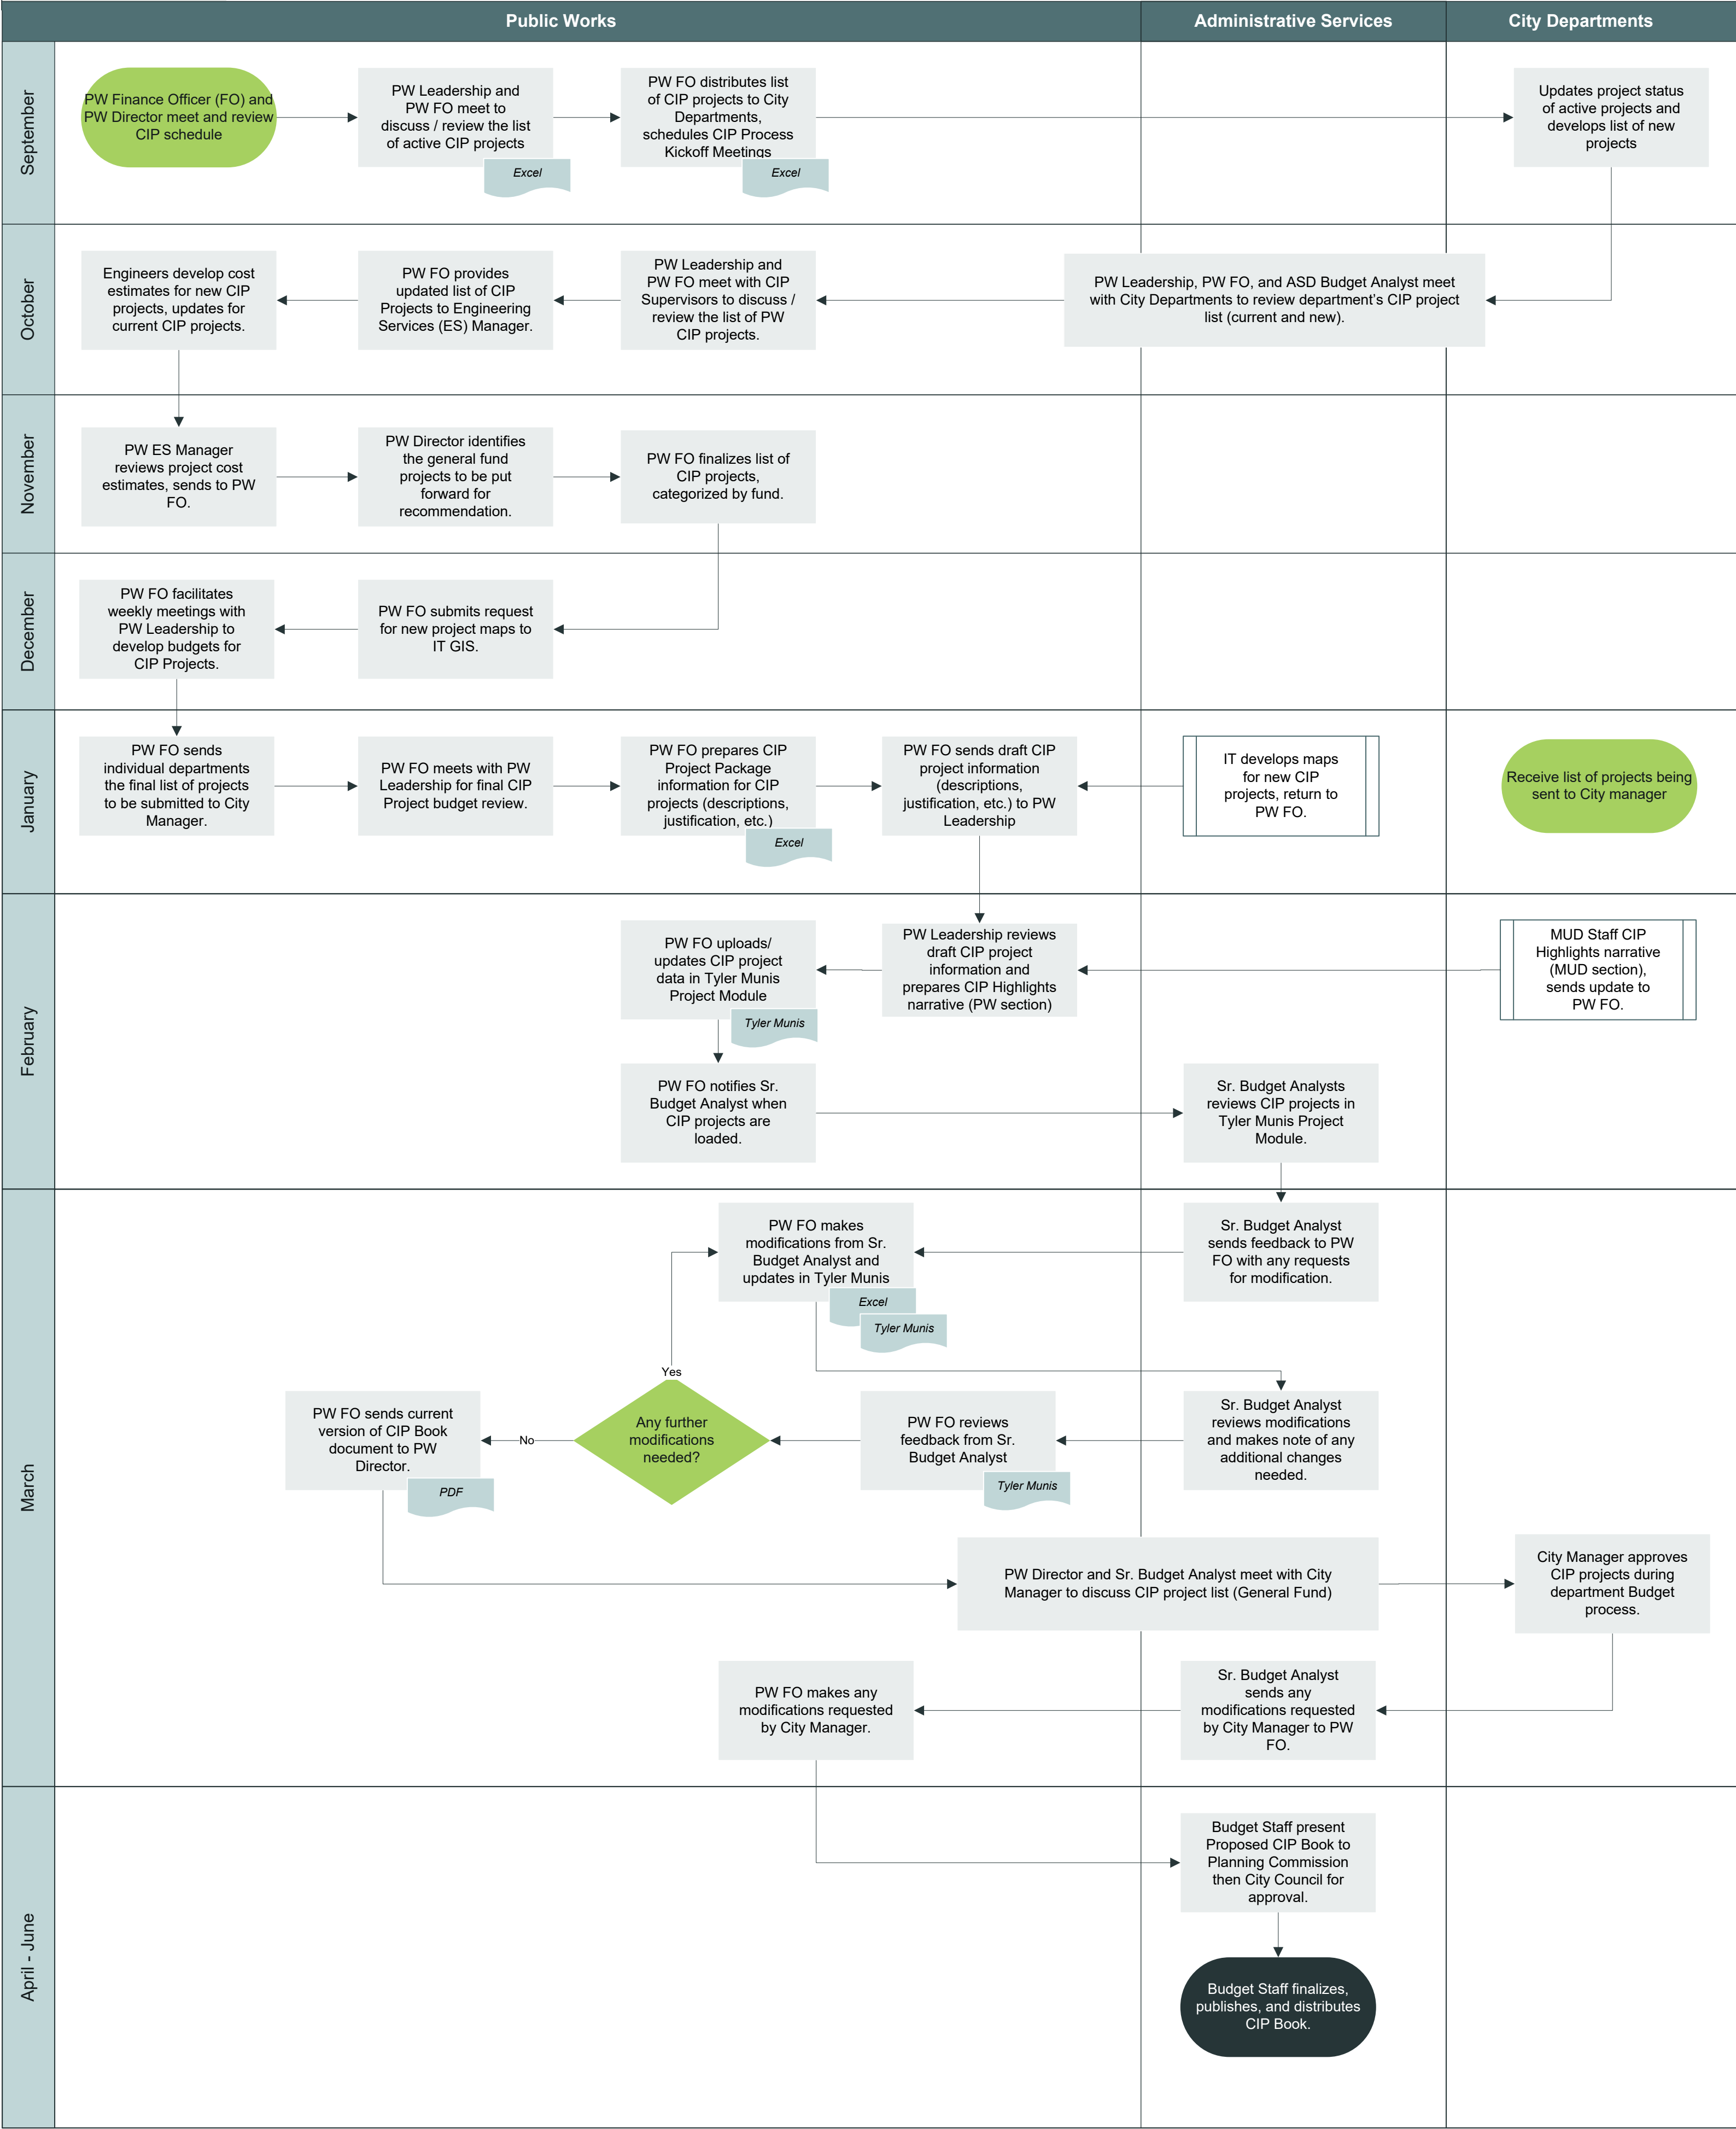 Public Works
Administrative Services
City Departments
September
PW Finance Officer (FO) and
PW Director meet and review
CIP schedule
PW Leadership and
PW FO meet to
discuss / review the list
of active CIP projects
Excel
PW FO distributes list
of CIP projects to City
Departments,
schedules CIP Process
Kickoff Meetings
Excel
Updates project status
of active projects and
develops list of new
projects
October
Engineers develop cost
estimates for new CIP
projects, updates for
current CIP projects.
PW FO provides
updated list of CIP
Projects to Engineering
Services (ES) Manager.
PW Leadership and
PW FO meet with CIP
Supervisors to discuss /
review the list of PW
CIP projects.
PW Leadership, PW FO, and ASD Budget Analyst meet
with City Departments to review department's CIP project
list (current and new).
November
PW ES Manager
reviews project cost
estimates, sends to PW
FO.
PW Director identifies
the general fund
projects to be put
forward for
recommendation.
PW FO finalizes list of
CIP projects,
categorized by fund.
December
PW FO facilitates
weekly meetings with
PW Leadership to
develop budgets for
CIP Projects.
PW FO submits request
for new project maps to
IT GIS.
January
PW FO sends
individual departments
the final list of projects
to be submitted to City
Manager.
PW FO meets with PW
Leadership for final CIP
Project budget review.
PW FO prepares CIP
Project Package
information for CIP
projects (descriptions,
justification, etc.)
Excel
PW FO sends draft CIP
project information
(descriptions,
justification, etc.) to PW
Leadership
IT develops maps
for new CIP
projects, return to
PW FO.
Receive list of projects being
sent to City manager
February
PW FO uploads/
updates CIP project
data in Tyler Munis
Project Module
Tyler Munis
PW Leadership reviews
draft CIP project
information and
prepares CIP Highlights
narrative (PW section)
MUD Staff CIP
Highlights narrative
(MUD section),
sends update to
PW FO.
PW FO notifies Sr.
Budget Analyst when
CIP projects are
loaded.
Sr. Budget Analysts
reviews CIP projects in
Tyler Munis Project
Module.
March
PW FO makes
modifications from Sr.
Budget Analyst and
updates in Tyler Munis
Excel
Tyler Munis
Sr. Budget Analyst
sends feedback to PW
FO with any requests
for modification.
Yes
PW FO sends current
version of CIP Book
document to PW
Director.
PDF
No
Any further
modifications
needed?
PW FO reviews
feedback from Sr.
Budget Analyst
Tyler Munis
Sr. Budget Analyst
reviews modifications
and makes note of any
additional changes
needed.
PW Director and Sr. Budget Analyst meet with City
Manager to discuss CIP project list (General Fund)
City Manager approves
CIP projects during
department Budget
process.
PW FO makes any
modifications requested
by City Manager.
Sr. Budget Analyst
sends any
modifications requested
by City Manager to PW
FO.
April - June
Budget Staff present
Proposed CIP Book to
Planning Commission
then City Council for
approval.
Budget Staff finalizes,
publishes, and distributes
CIP Book.